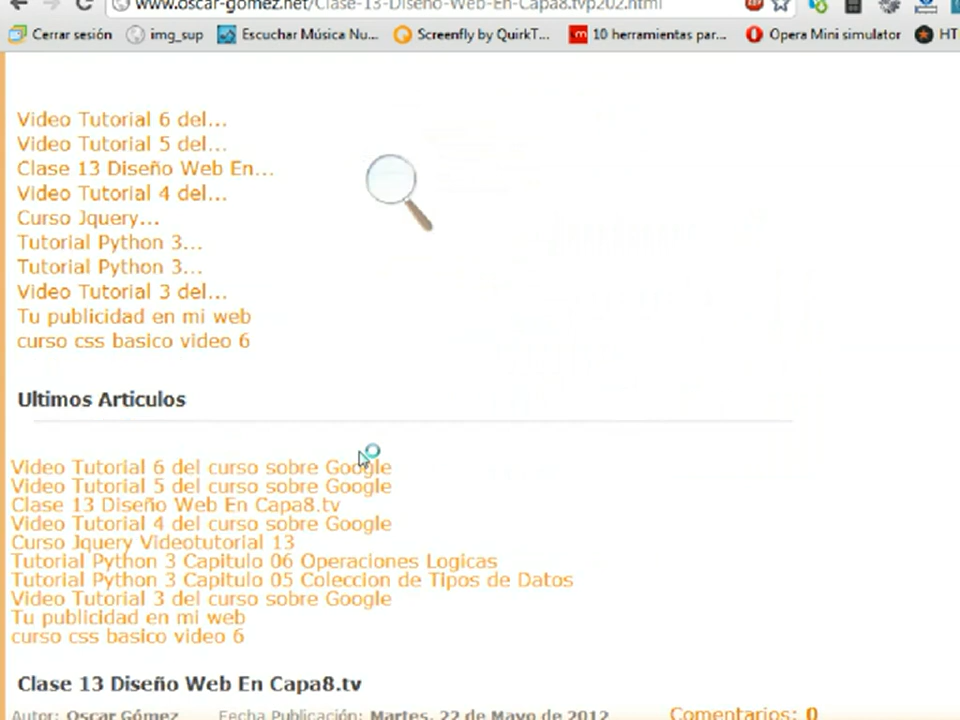 www.oscar-gomez.net/Clase-13-Diseno-Web-En-Capa8.tvp202.html
Cerrar sesión img_sup Escuchar Música Nu... Screenfly by QuirkT... 10 herramientas par... Opera Mini simulator HT
Video Tutorial 6 del...
Video Tutorial 5 del...
Clase 13 Diseño Web En...
Video Tutorial 4 del...
Curso Jquery...
Tutorial Python 3...
Tutorial Python 3...
Video Tutorial 3 del...
Tu publicidad en mi web
curso css basico video 6
Ultimos Articulos
Video Tutorial 6 del curso sobre Google
Video Tutorial 5 del curso sobre Google
Clase 13 Diseño Web En Capa8.tv
Video Tutorial 4 del curso sobre Google
Curso Jquery Videotutorial 13
Tutorial Python 3 Capitulo 06 Operaciones Logicas
Tutorial Python 3 Capitulo 05 Coleccion de Tipos de Datos
Video Tutorial 3 del curso sobre Google
Tu publicidad en mi web
curso css basico video 6
Clase 13 Diseño Web En Capa8.tv
Autor: Oscar Gómez Fecha Publicación: Martes, 22 de Mayo de 2012 Comentarios: 0